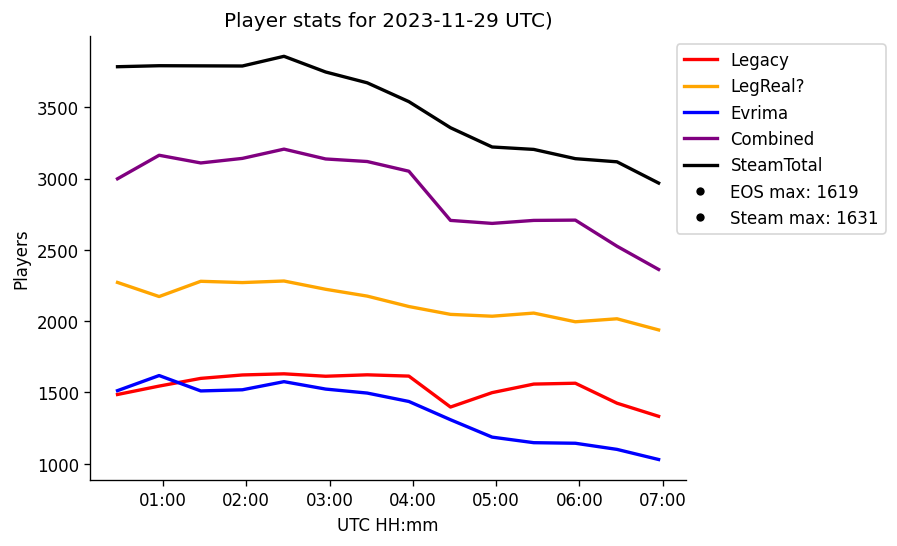 Player stats for 2023-11-29 UTC)
Legacy
LegReal?
Evrima
Combined
SteamTotal
EOS max: 1619
Steam max: 1631
Players
3500
3000
2500
2000
1500
1000
01:00 02:00 03:00 04:00 05:00 06:00 07:00
UTC HH:mm